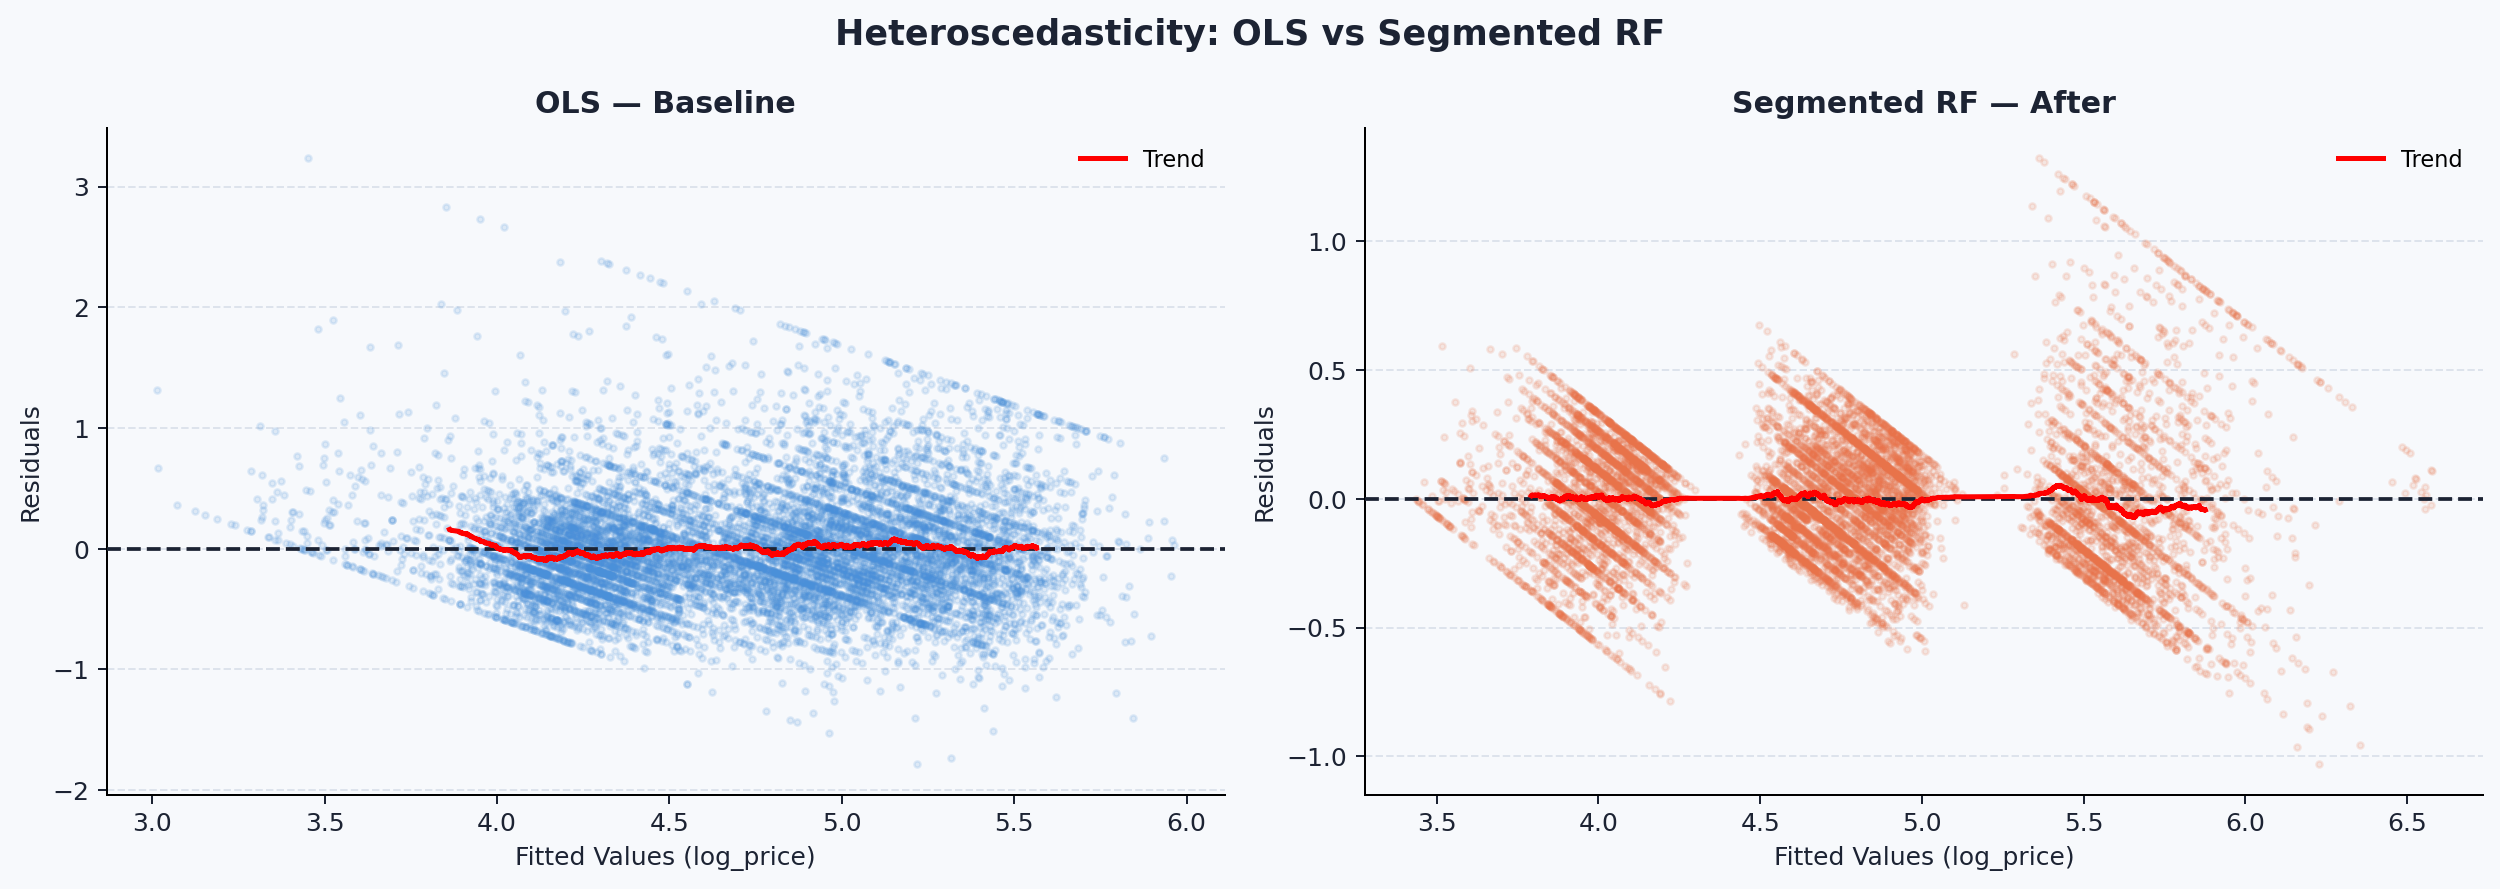 Heteroscedasticity: OLS vs Segmented RF
OLS — Baseline
Trend
3
2
1
0
−1
−2
Residuals
3.0 3.5 4.0 4.5 5.0 5.5 6.0
Fitted Values (log_price)
Segmented RF — After
Trend
1.0
0.5
0.0
−0.5
−1.0
Residuals
3.5 4.0 4.5 5.0 5.5 6.0 6.5
Fitted Values (log_price)